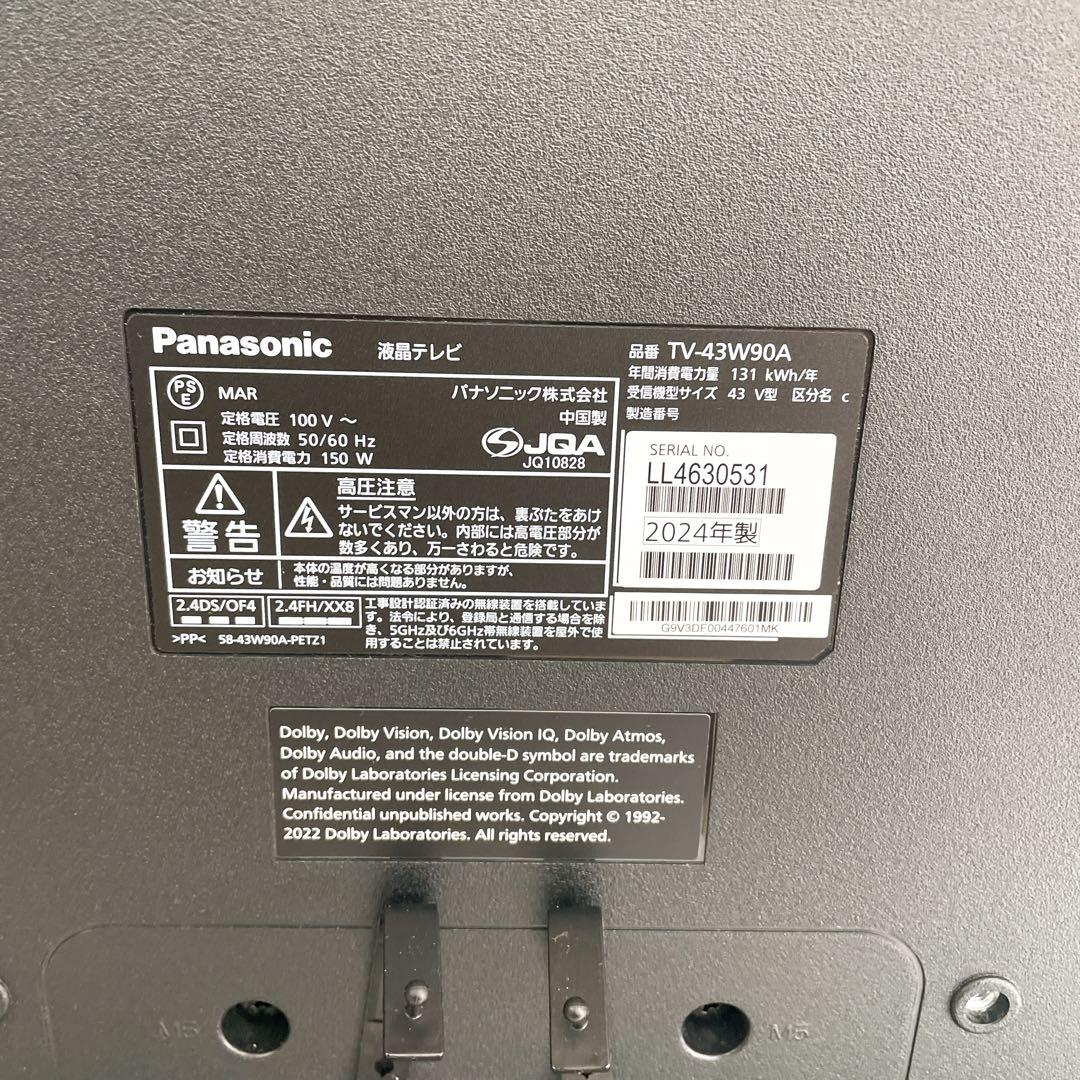 Panasonic 液晶テレビ
品番 TV-43W90A
年間消費電力量 131 kWh/年
受信機型サイズ 43 V型 区分名 c
製造番号
PS
E
MAR
パナソニック株式会社
中国製
定格電圧 100 V ~
定格周波数 50/60 Hz
定格消費電力 150 W
JQA
JQ10828
SERIAL NO.
LL4630531
2024年製
警告
高圧注意
サービスマン以外の方は、裏ぶたをあけ
ないでください。内部には高電圧部分が
数多くあり、万一さわると危険です。
お知らせ
本体の温度が高くなる部分がありますが、
性能・品質には問題ありません。
2.4DS/OF4
2.4FH/XX8
工事設計認証済みの無線装置を搭載していま
す。法令により、登録局と通信する場合を除
き、5GHz及び6GHz帯無線装置を屋外で使
用することは禁止されています。
>PP< 58-43W90A-PETZ1
G9V3DF00447601MK
Dolby, Dolby Vision, Dolby Vision IQ, Dolby Atmos,
Dolby Audio, and the double-D symbol are trademarks
of Dolby Laboratories Licensing Corporation.
Manufactured under license from Dolby Laboratories.
Confidential unpublished works. Copyright © 1992-
2022 Dolby Laboratories. All rights reserved.
M5
M5